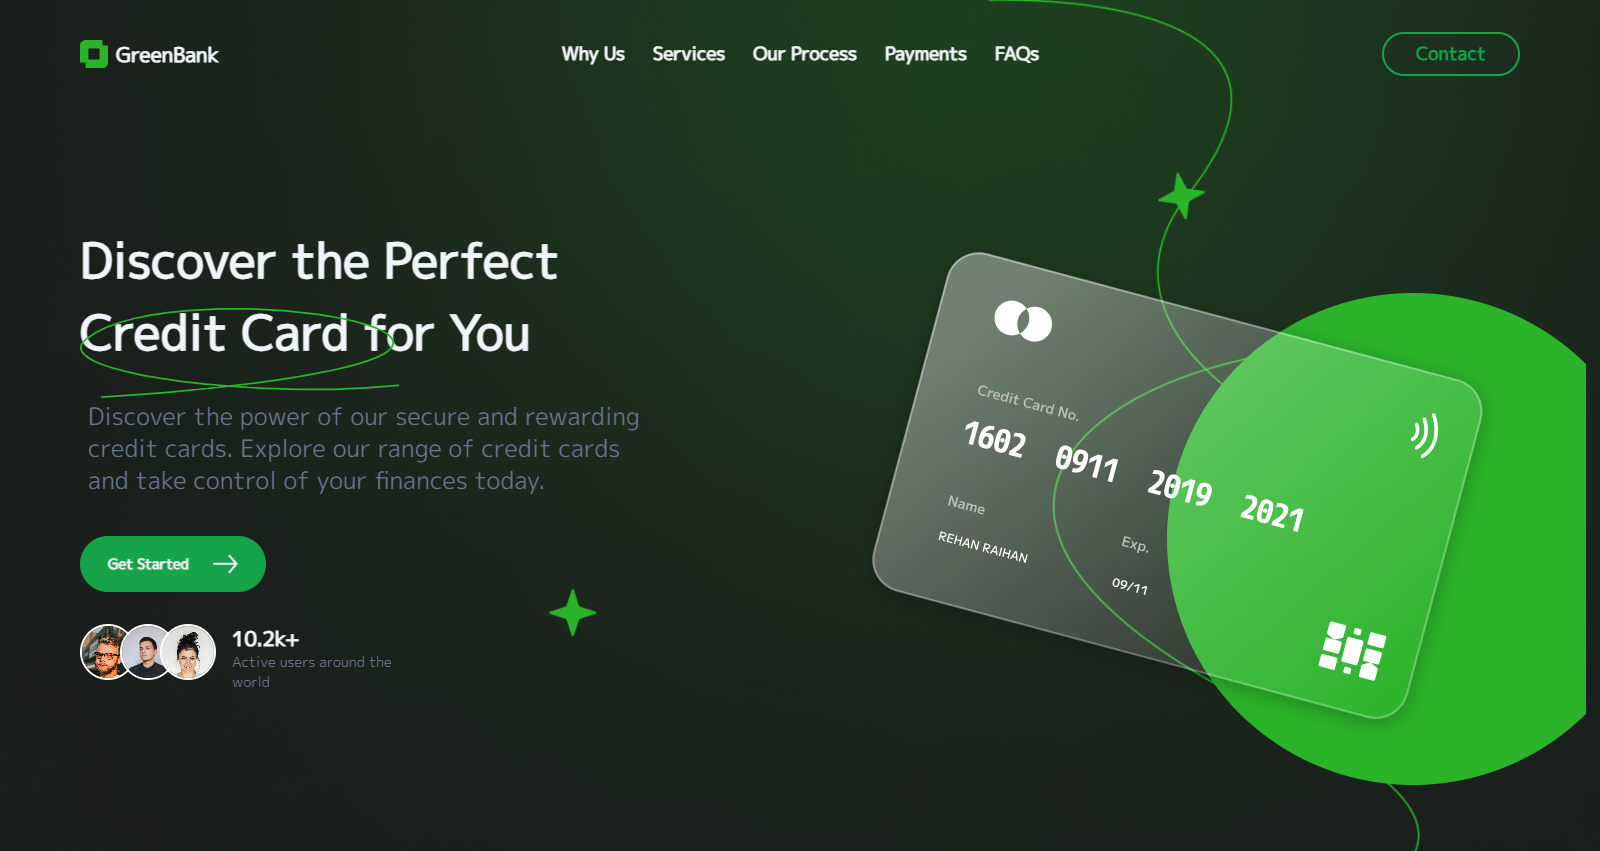 GreenBank
Why Us
Services
Our Process
Payments
FAQs
Contact
Discover the Perfect
Credit Card for You
Discover the power of our secure and rewarding
credit cards. Explore our range of credit cards
and take control of your finances today.
Get Started
10.2k+
Active users around the
world
Credit Card No.
1602 0911 2019 2021
Name
REHAN RAIHAN
Exp.
09/11